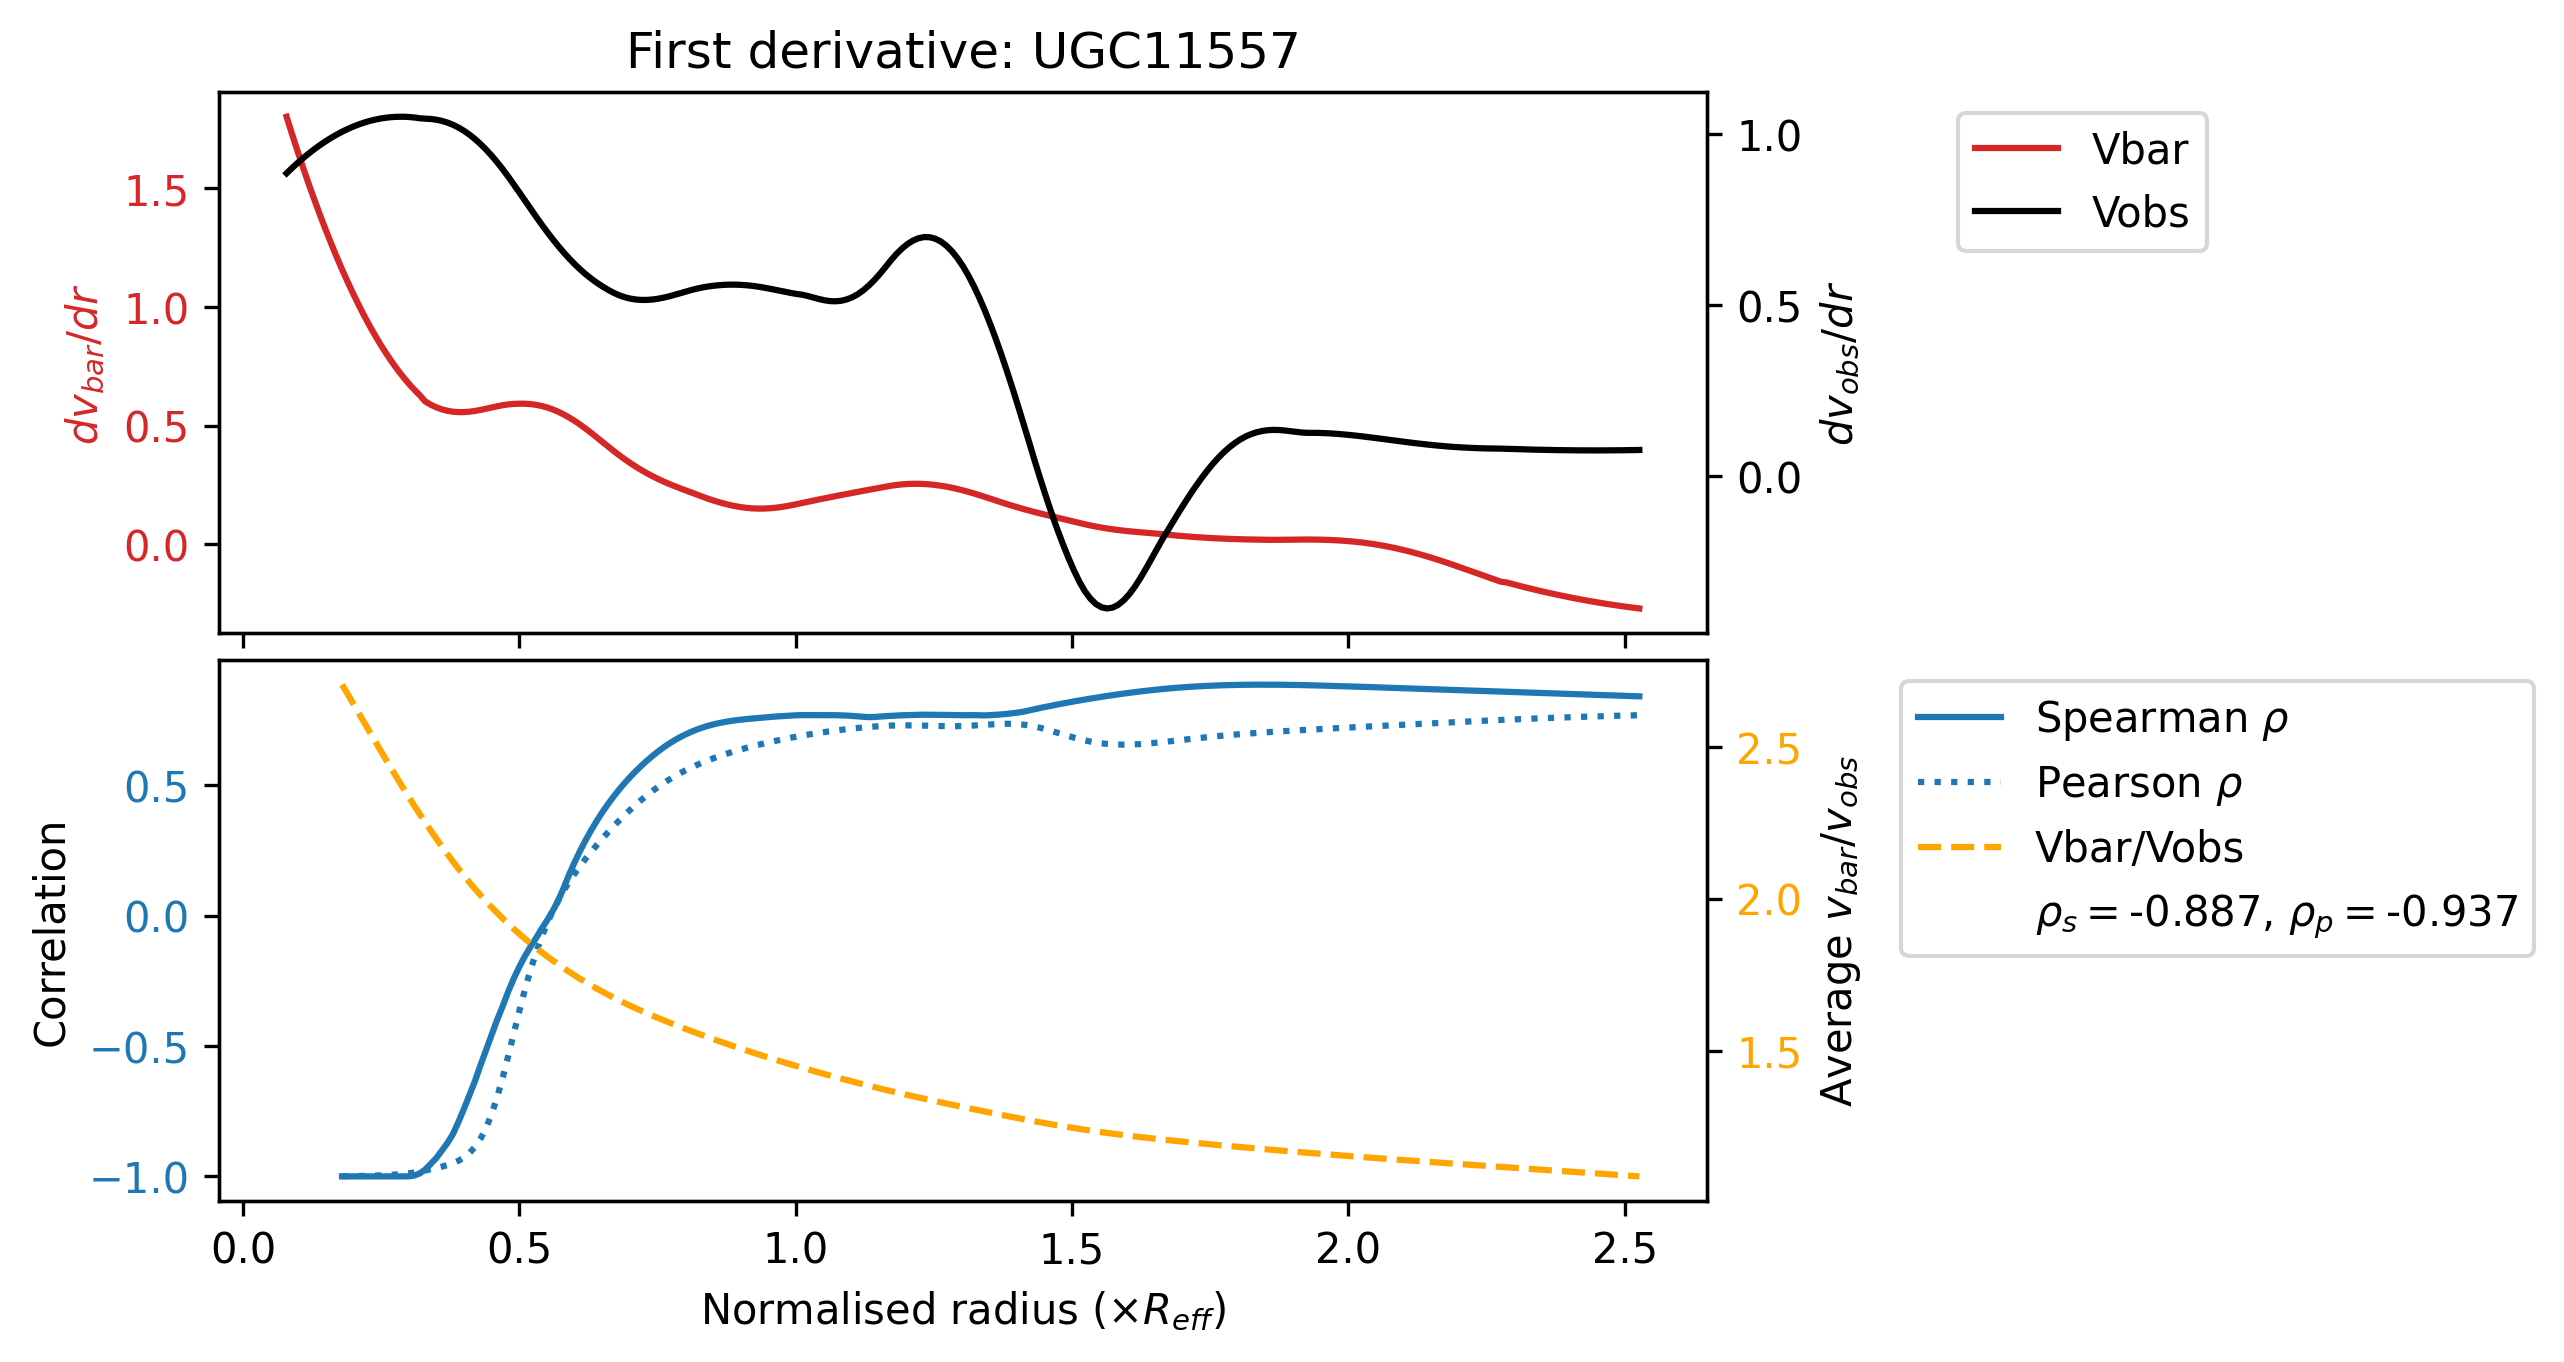 First derivative: UGC11557
1.5
1.0
0.5
0.0
dv_bar/dr
1.0
0.5
0.0
dv_obs/dr
Vbar
Vobs
0.5
0.0
−0.5
−1.0
Correlation
2.5
2.0
1.5
Average v_bar/v_obs
Spearman ρ
Pearson ρ
Vbar/Vobs
ρ_s = -0.887, ρ_p = -0.937
0.0 0.5 1.0 1.5 2.0 2.5
Normalised radius (×R_eff)